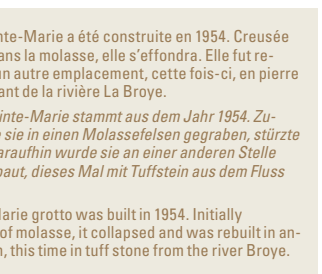 nte-Marie a été construite en 1954. Creusée
ans la molasse, elle s'effondra. Elle fut re-
un autre emplacement, cette fois-ci, en pierre
ant de la rivière La Broye.
inte-Marie stammt aus dem Jahr 1954. Zu-
sie in einen Molassefelsen gegraben, stürzte
araufhin wurde sie an einer anderen Stelle
baut, dieses Mal mit Tuffstein aus dem Fluss
arie grotto was built in 1954. Initially
of molasse, it collapsed and was rebuilt in an-
, this time in tuff stone from the river Broye.